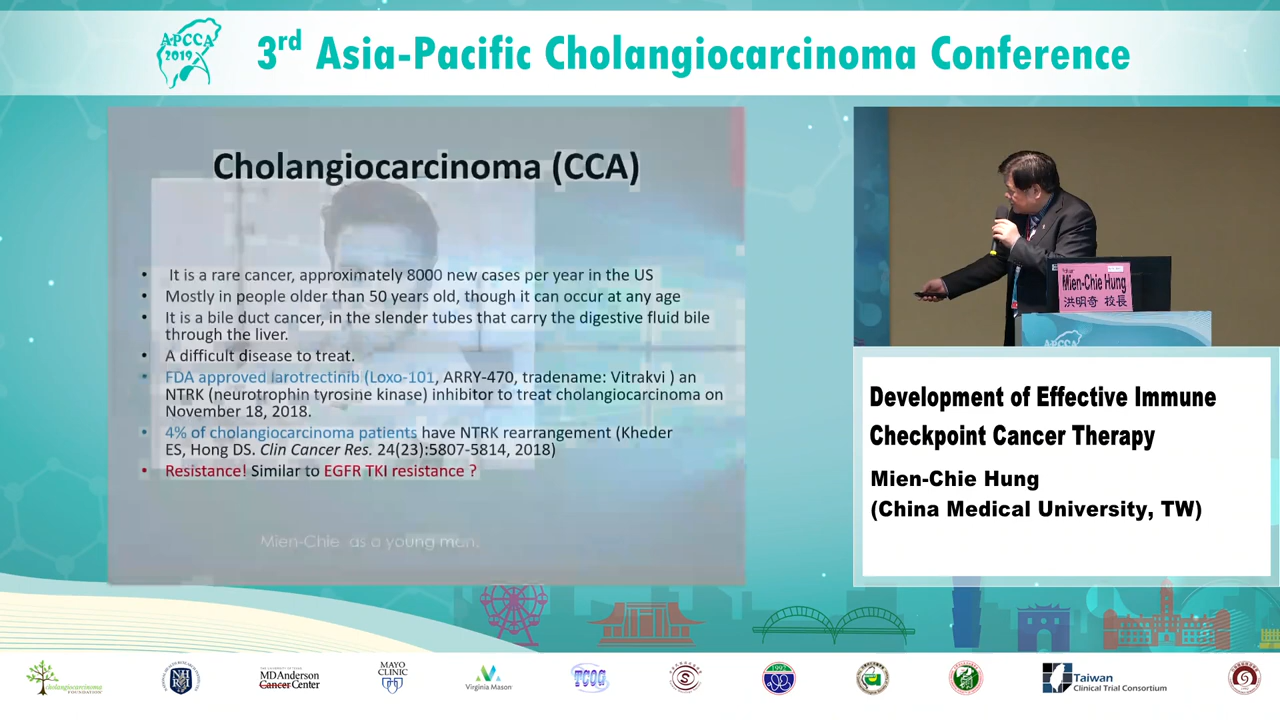 APCCA
2019
3rd Asia-Pacific Cholangiocarcinoma Conference
Cholangiocarcinoma (CCA)
• It is a rare cancer, approximately 8000 new cases per year in the US
• Mostly in people older than 50 years old, though it can occur at any age
• It is a bile duct cancer, in the slender tubes that carry the digestive fluid bile
through the liver.
• A difficult disease to treat.
• FDA approved larotrectinib (Loxo-101, ARRY-470, tradename: Vitrakvi ) an
NTRK (neurotrophin tyrosine kinase) inhibitor to treat cholangiocarcinoma on
November 18, 2018.
• 4% of cholangiocarcinoma patients have NTRK rearrangement (Kheder
ES, Hong DS. Clin Cancer Res. 24(23):5807-5814, 2018)
• Resistance! Similar to EGFR TKI resistance ?
Mien-Chie as a young man.
Mien-Chie Hung
洪明奇 校長
APCCA
Development of Effective Immune
Checkpoint Cancer Therapy
Mien-Chie Hung
(China Medical University, TW)
cholangiocarcinoma
FOUNDATION
NHRI
MDAnderson
Cancer Center
MAYO
CLINIC
Virginia Mason
TCOG
S
1992
Taiwan
Clinical Trial Consortium